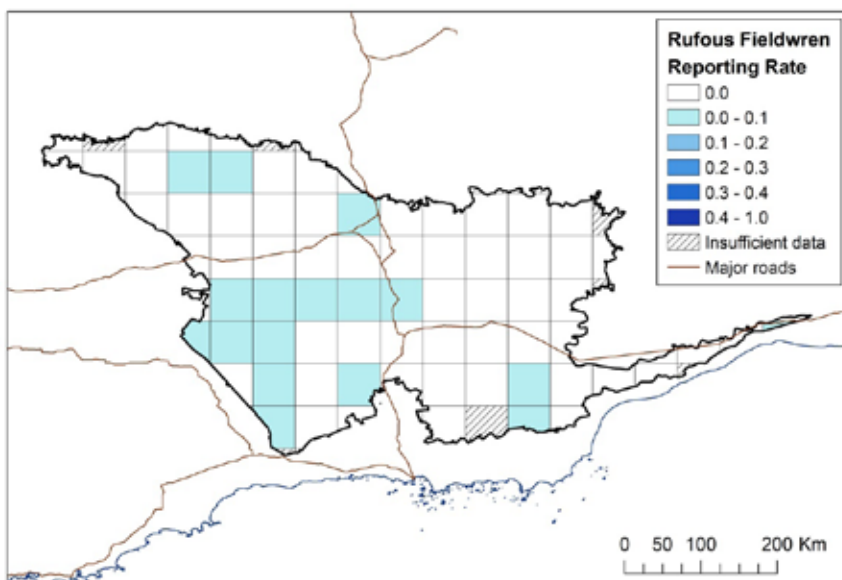 Rufous Fieldwren
Reporting Rate
0.0
0.0 - 0.1
0.1 - 0.2
0.2 - 0.3
0.3 - 0.4
0.4 - 1.0
Insufficient data
Major roads
0 50 100 200 Km